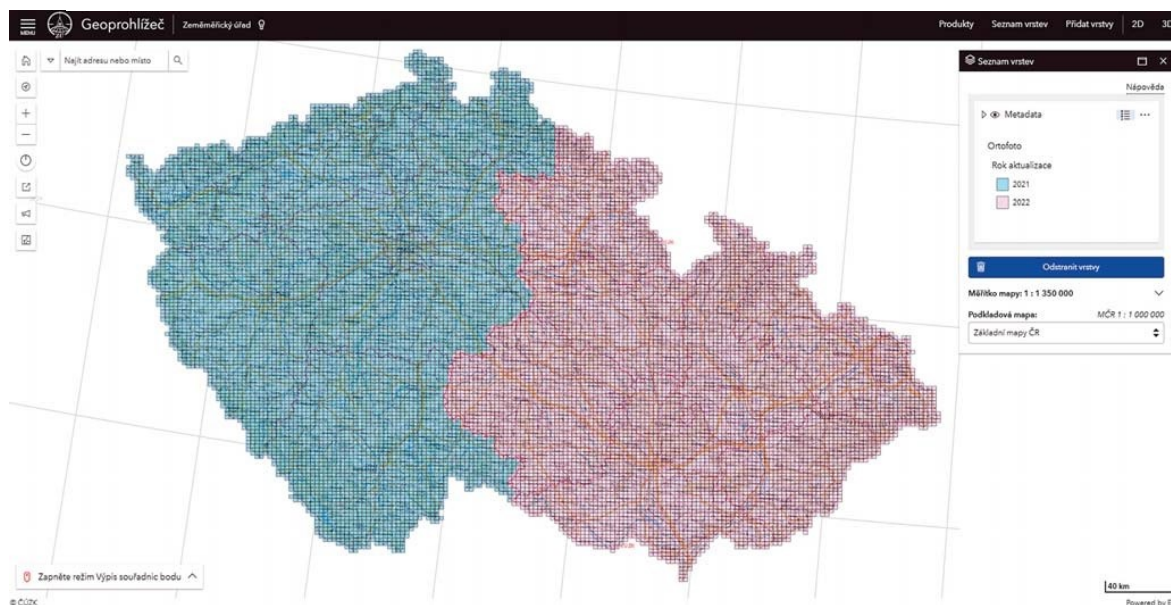 MENU
Geoprohlížeč
Zeměměřický úřad
Produkty
Seznam vrstev
Přidat vrstvy
2D
3D
Najít adresu nebo místo
Seznam vrstev
Nápověda
Metadata
Ortofoto
Rok aktualizace
2021
2022
Odstranit vrstvy
Měřítko mapy: 1 : 1 350 000
Podkladová mapa:
MČR 1 : 1 000 000
Základní mapy ČR
Zapněte režim Výpis souřadnic bodu
40 km
© ČÚZK
Powered by